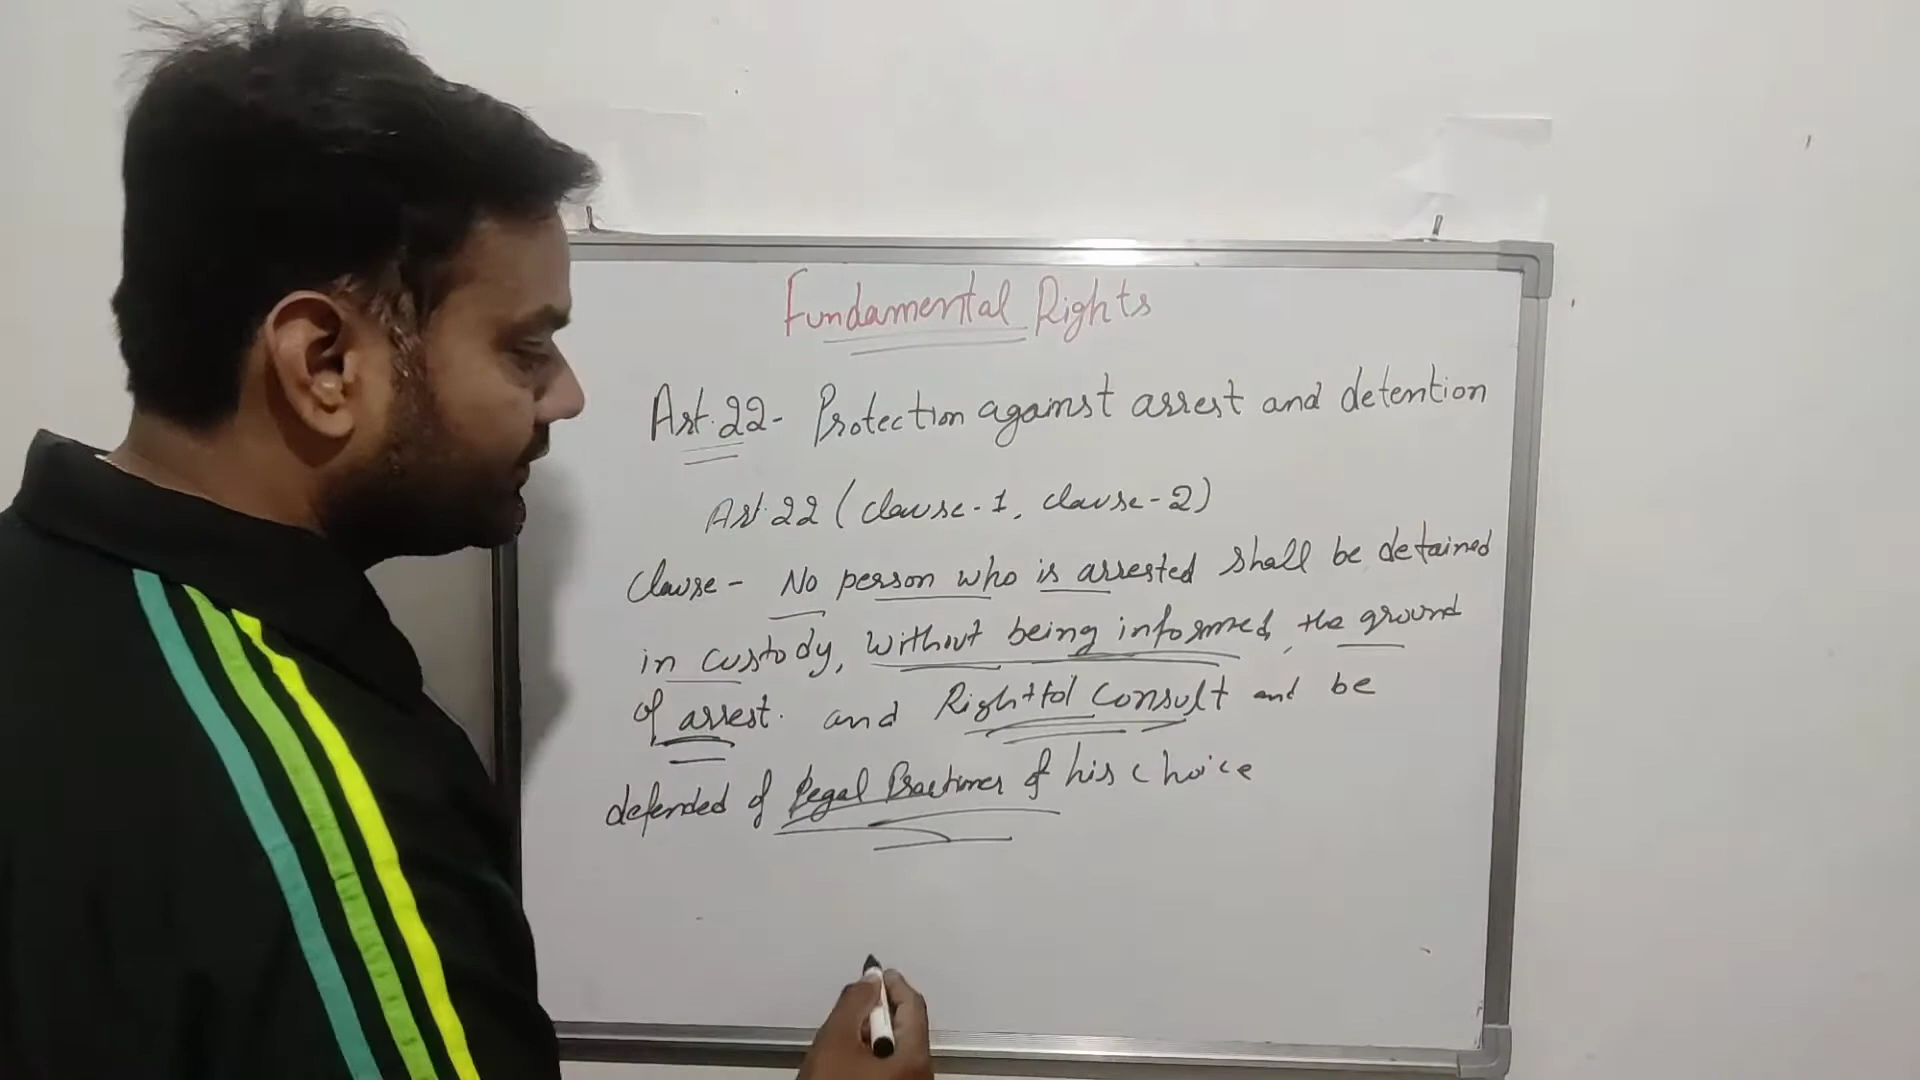 Fundamental Rights
Art.22- Protection against arrest and detention
Art.22 (clause-1, clause-2)
Clause- No person who is arrested shall be detained
in custody, without being informed, the ground
of arrest. and Right to consult and be
defended of Legal Practimer of his choice